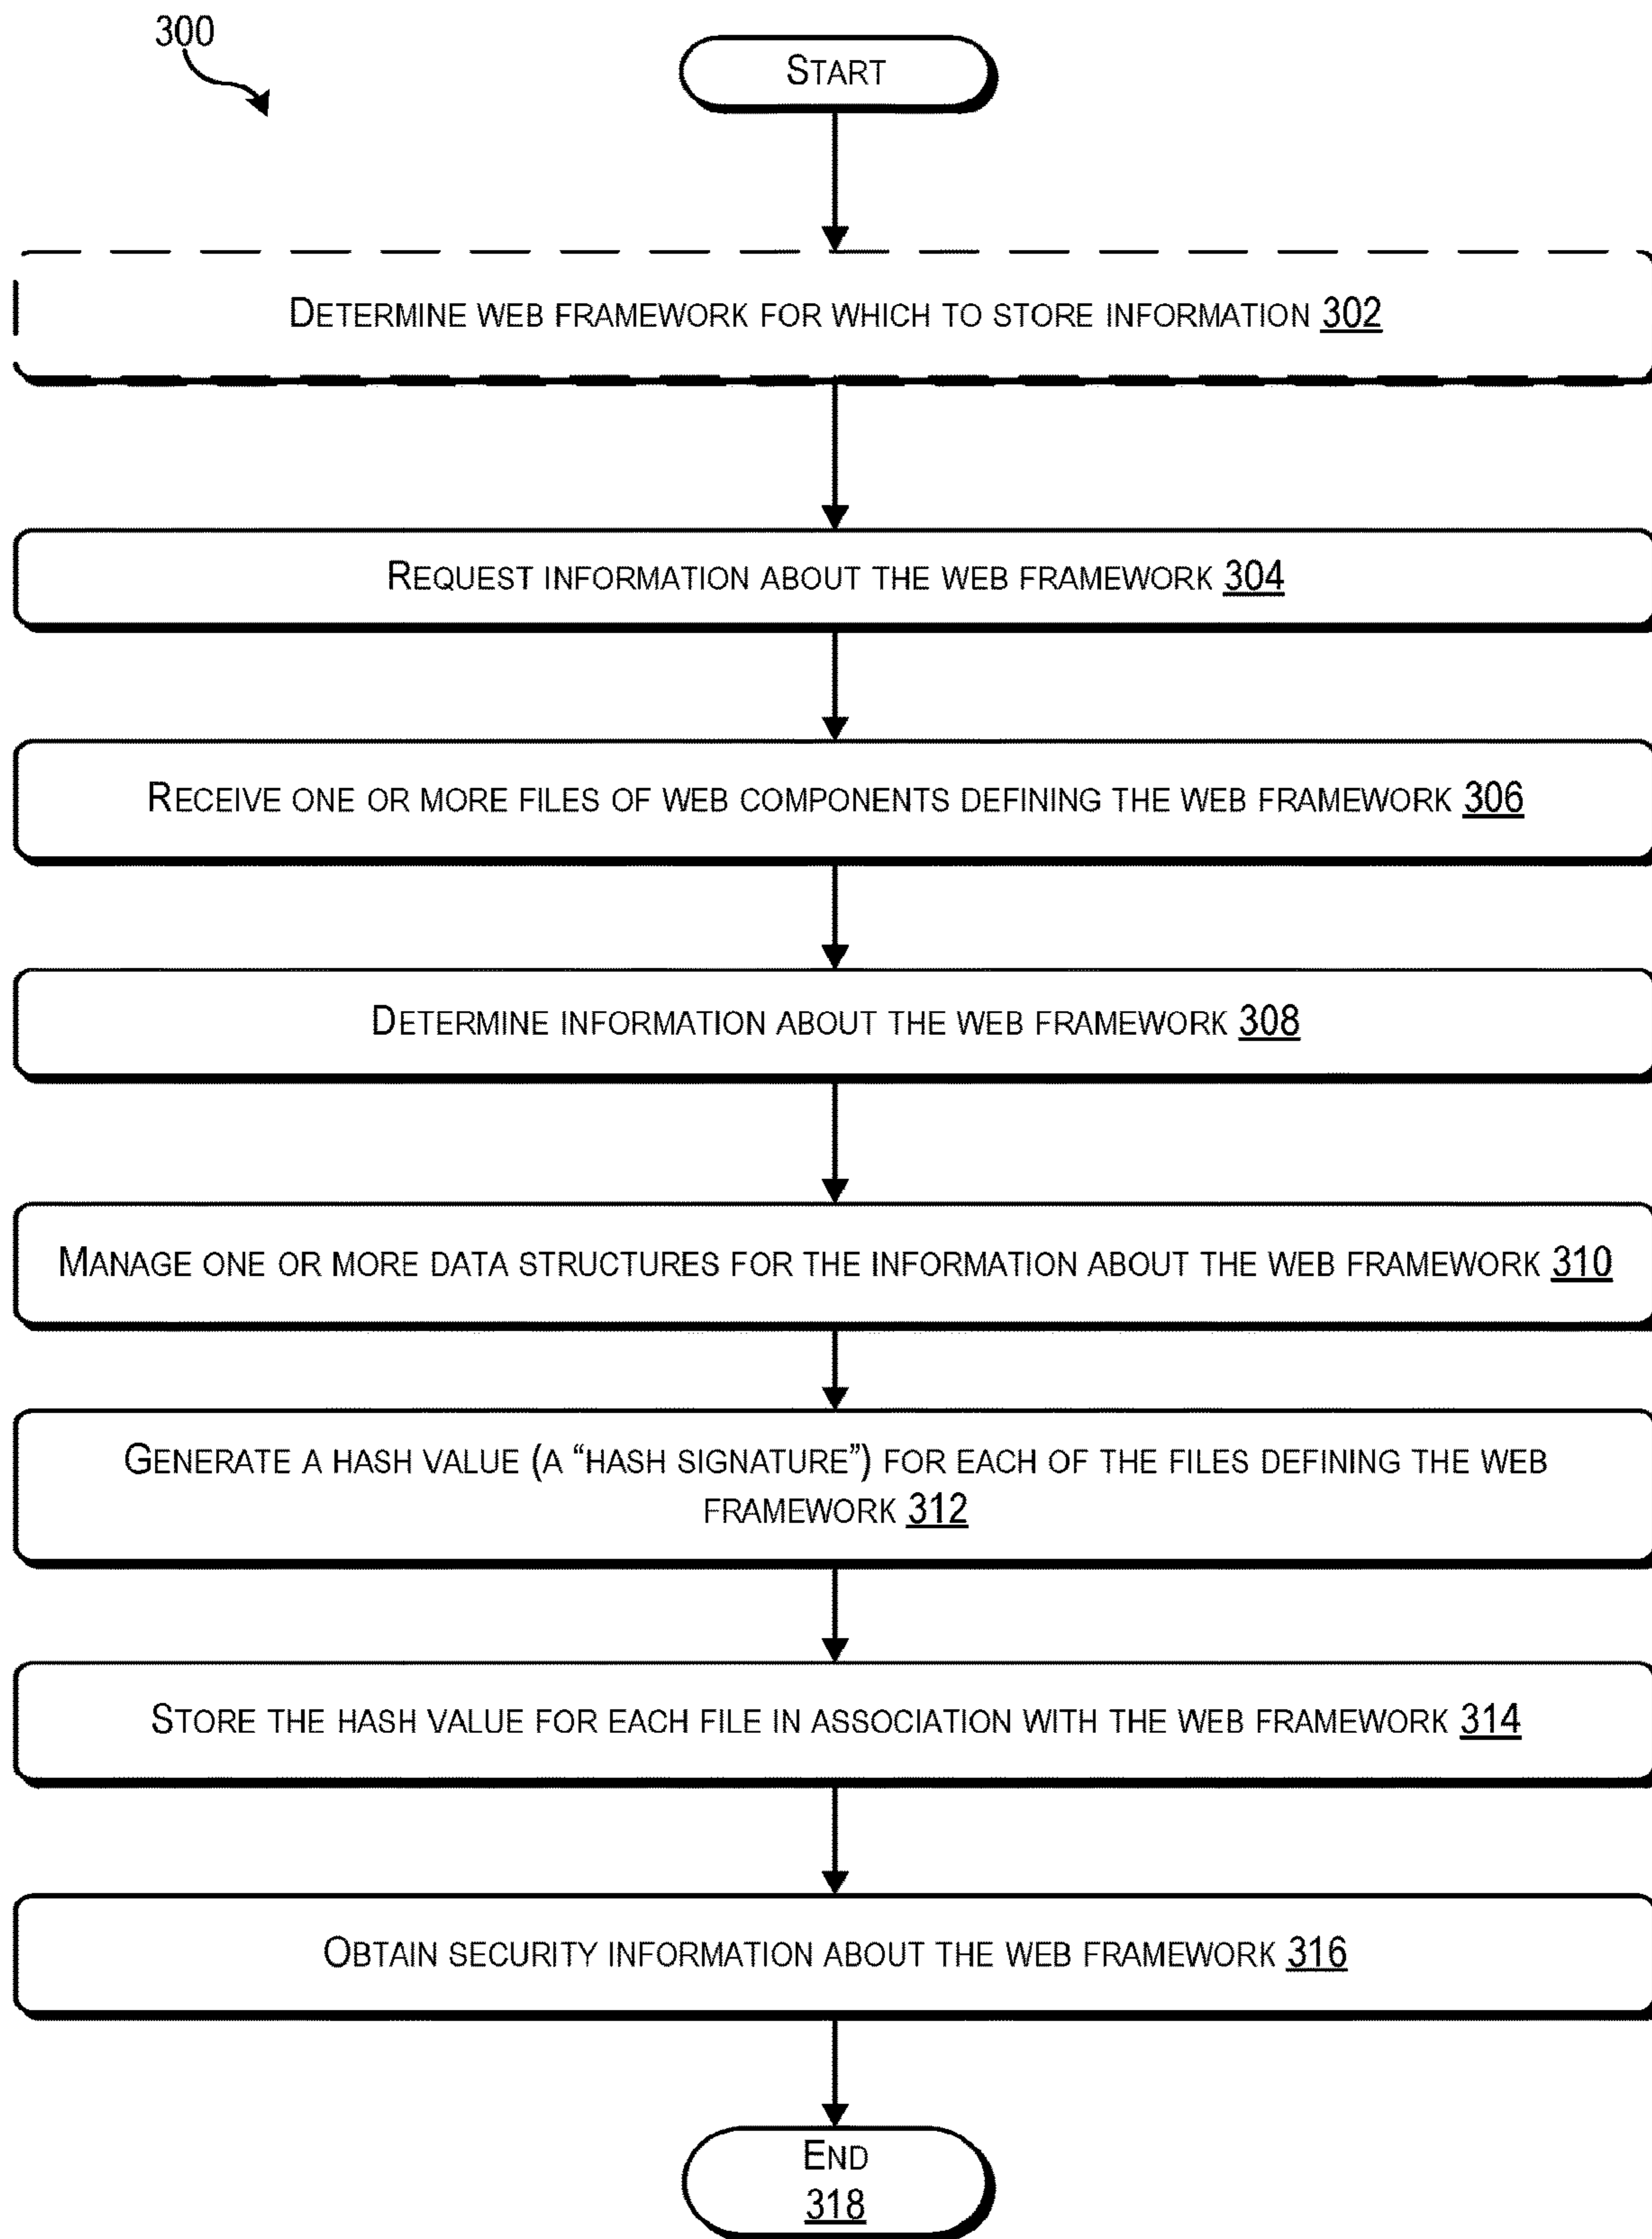 300
START
DETERMINE WEB FRAMEWORK FOR WHICH TO STORE INFORMATION 302
REQUEST INFORMATION ABOUT THE WEB FRAMEWORK 304
RECEIVE ONE OR MORE FILES OF WEB COMPONENTS DEFINING THE WEB FRAMEWORK 306
DETERMINE INFORMATION ABOUT THE WEB FRAMEWORK 308
MANAGE ONE OR MORE DATA STRUCTURES FOR THE INFORMATION ABOUT THE WEB FRAMEWORK 310
GENERATE A HASH VALUE (A “HASH SIGNATURE”) FOR EACH OF THE FILES DEFINING THE WEB
FRAMEWORK 312
STORE THE HASH VALUE FOR EACH FILE IN ASSOCIATION WITH THE WEB FRAMEWORK 314
OBTAIN SECURITY INFORMATION ABOUT THE WEB FRAMEWORK 316
END
318